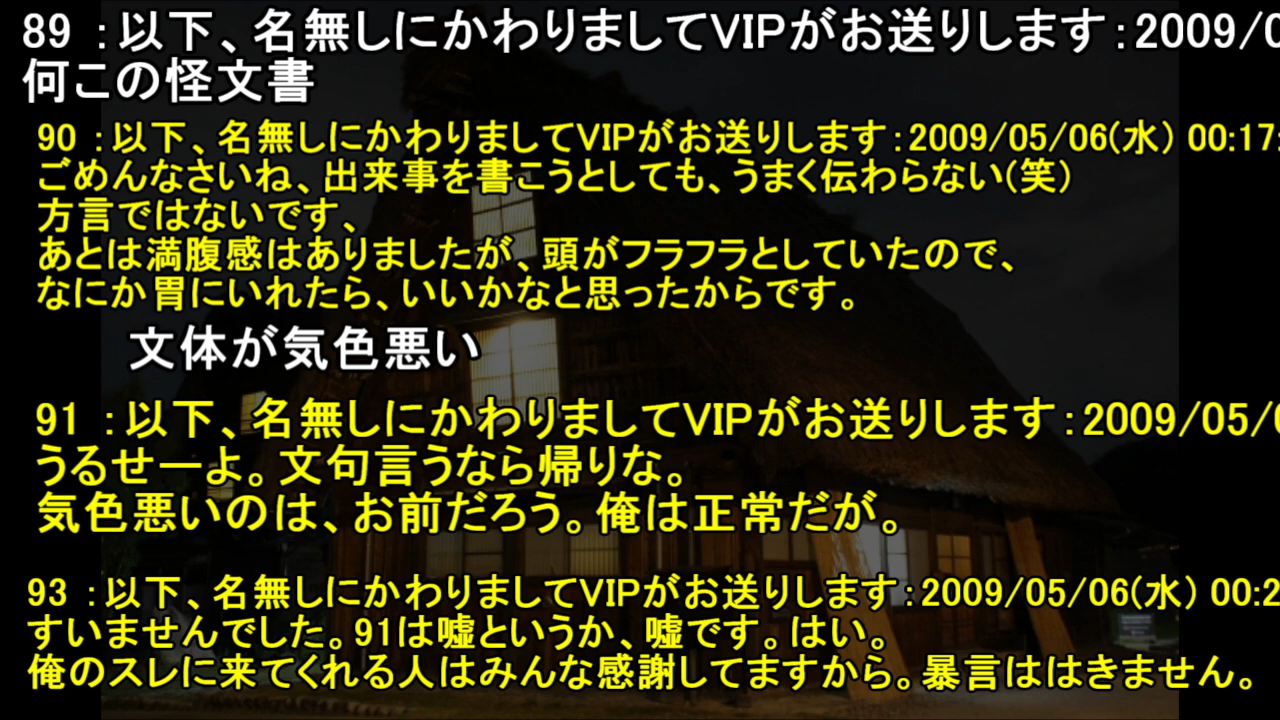 89 ：以下、名無しにかわりましてVIPがお送りします：2009/0
何この怪文書
90 ：以下、名無しにかわりましてVIPがお送りします：2009/05/06(水) 00:17:
ごめんなさいね、出来事を書こうとしても、うまく伝わらない(笑)
方言ではないです、
あとは満腹感はありましたが、頭がフラフラとしていたので、
なにか胃にいれたら、いいかなと思ったからです。
文体が気色悪い
91 ：以下、名無しにかわりましてVIPがお送りします：2009/05/0
うるせーよ。文句言うなら帰りな。
気色悪いのは、お前だろう。俺は正常だが。
93 ：以下、名無しにかわりましてVIPがお送りします：2009/05/06(水) 00:2
すいませんでした。91は嘘というか、嘘です。はい。
俺のスレに来てくれる人はみんな感謝してますから。暴言ははきません。